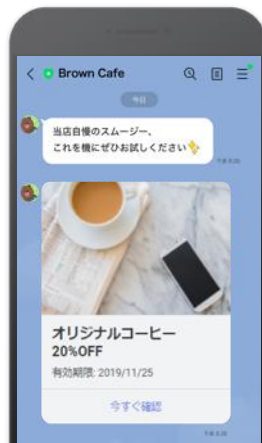 Brown Cafe
今日
当店自慢のスムージー、
これを機にぜひお試しください✨
オリジナルコーヒー
20%OFF
有効期限: 2019/11/25
今すぐ確認